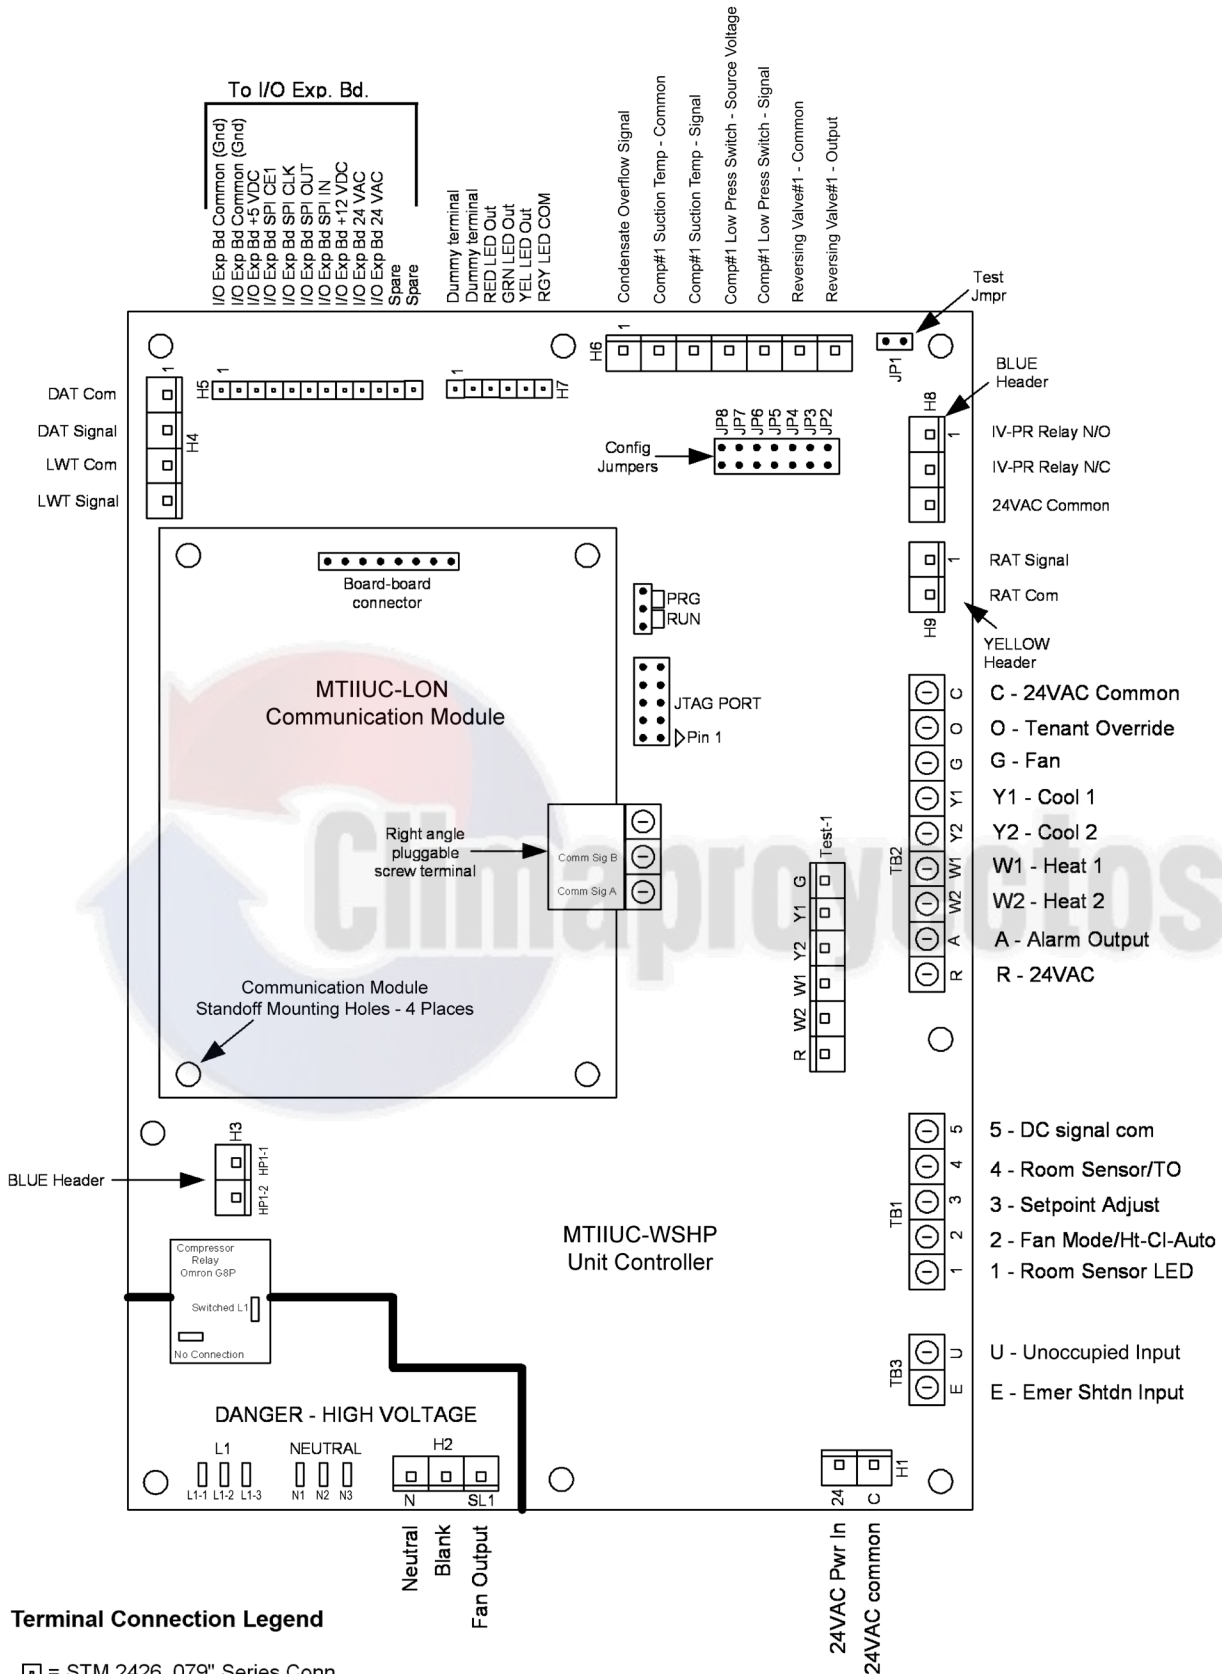 To I/O Exp. Bd.
I/O Exp Bd Common (Gnd)
I/O Exp Bd Common (Gnd)
I/O Exp Bd +5 VDC
I/O Exp Bd SPI CE1
I/O Exp Bd SPI CLK
I/O Exp Bd SPI OUT
I/O Exp Bd SPI IN
I/O Exp Bd +12 VDC
I/O Exp Bd 24 VAC
I/O Exp Bd 24 VAC
Spare
Spare
Dummy terminal
Dummy terminal
RED LED Out
GRN LED Out
YEL LED Out
RGY LED COM
Condensate Overflow Signal
Comp#1 Suction Temp - Common
Comp#1 Suction Temp - Signal
Comp#1 Low Press Switch - Source Voltage
Comp#1 Low Press Switch - Signal
Reversing Valve#1 - Common
Reversing Valve#1 - Output
Test
Jmpr
JP1
H6
1
H5
1
1
H7
DAT Com
DAT Signal
LWT Com
LWT Signal
1
H4
Config
Jumpers
JP8
JP7
JP6
JP5
JP4
JP3
JP2
BLUE
Header
H8
1
IV-PR Relay N/O
IV-PR Relay N/C
24VAC Common
1
RAT Signal
RAT Com
H9
YELLOW
Header
Board-board
connector
PRG
RUN
JTAG PORT
Pin 1
MTIIUC-LON
Communication Module
Right angle
pluggable
screw terminal
Comm Sig B
Comm Sig A
Climaproyectos
Test-1
G
Y1
Y2
W1
W2
R
TB2
C
O
G
Y1
Y2
W1
W2
A
R
C - 24VAC Common
O - Tenant Override
G - Fan
Y1 - Cool 1
Y2 - Cool 2
W1 - Heat 1
W2 - Heat 2
A - Alarm Output
R - 24VAC
Communication Module
Standoff Mounting Holes - 4 Places
BLUE Header
H3
HP1-1
HP1-2
Compressor
Relay
Omron G8P
Switched L1
No Connection
MTIIUC-WSHP
Unit Controller
TB1
5
4
3
2
1
5 - DC signal com
4 - Room Sensor/TO
3 - Setpoint Adjust
2 - Fan Mode/Ht-Cl-Auto
1 - Room Sensor LED
TB3
U
E
U - Unoccupied Input
E - Emer Shtdn Input
DANGER - HIGH VOLTAGE
L1
L1-1 L1-2 L1-3
NEUTRAL
N1 N2 N3
H2
N
SL1
Neutral
Blank
Fan Output
H1
24
C
24VAC Pwr In
24VAC common
Terminal Connection Legend
= STM 2426 .079" Series Conn